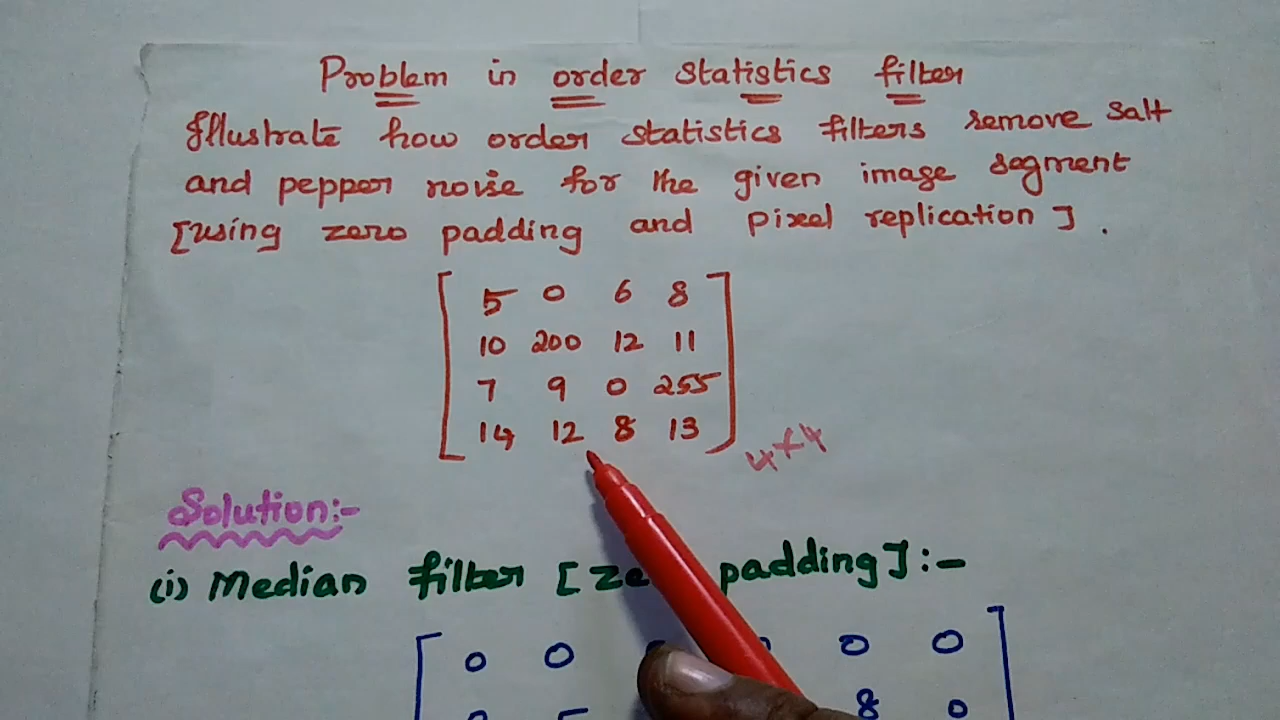 Problem in order statistics filter
Illustrate how order statistics filters remove salt
and pepper noise for the given image segment
[using zero padding and pixel replication].
5 0 6 8
10 200 12 11
7 9 0 255
14 12 8 13
4x4
Solution:-
(i) Median filter [ze padding]:-
0 0 0 0
8 0